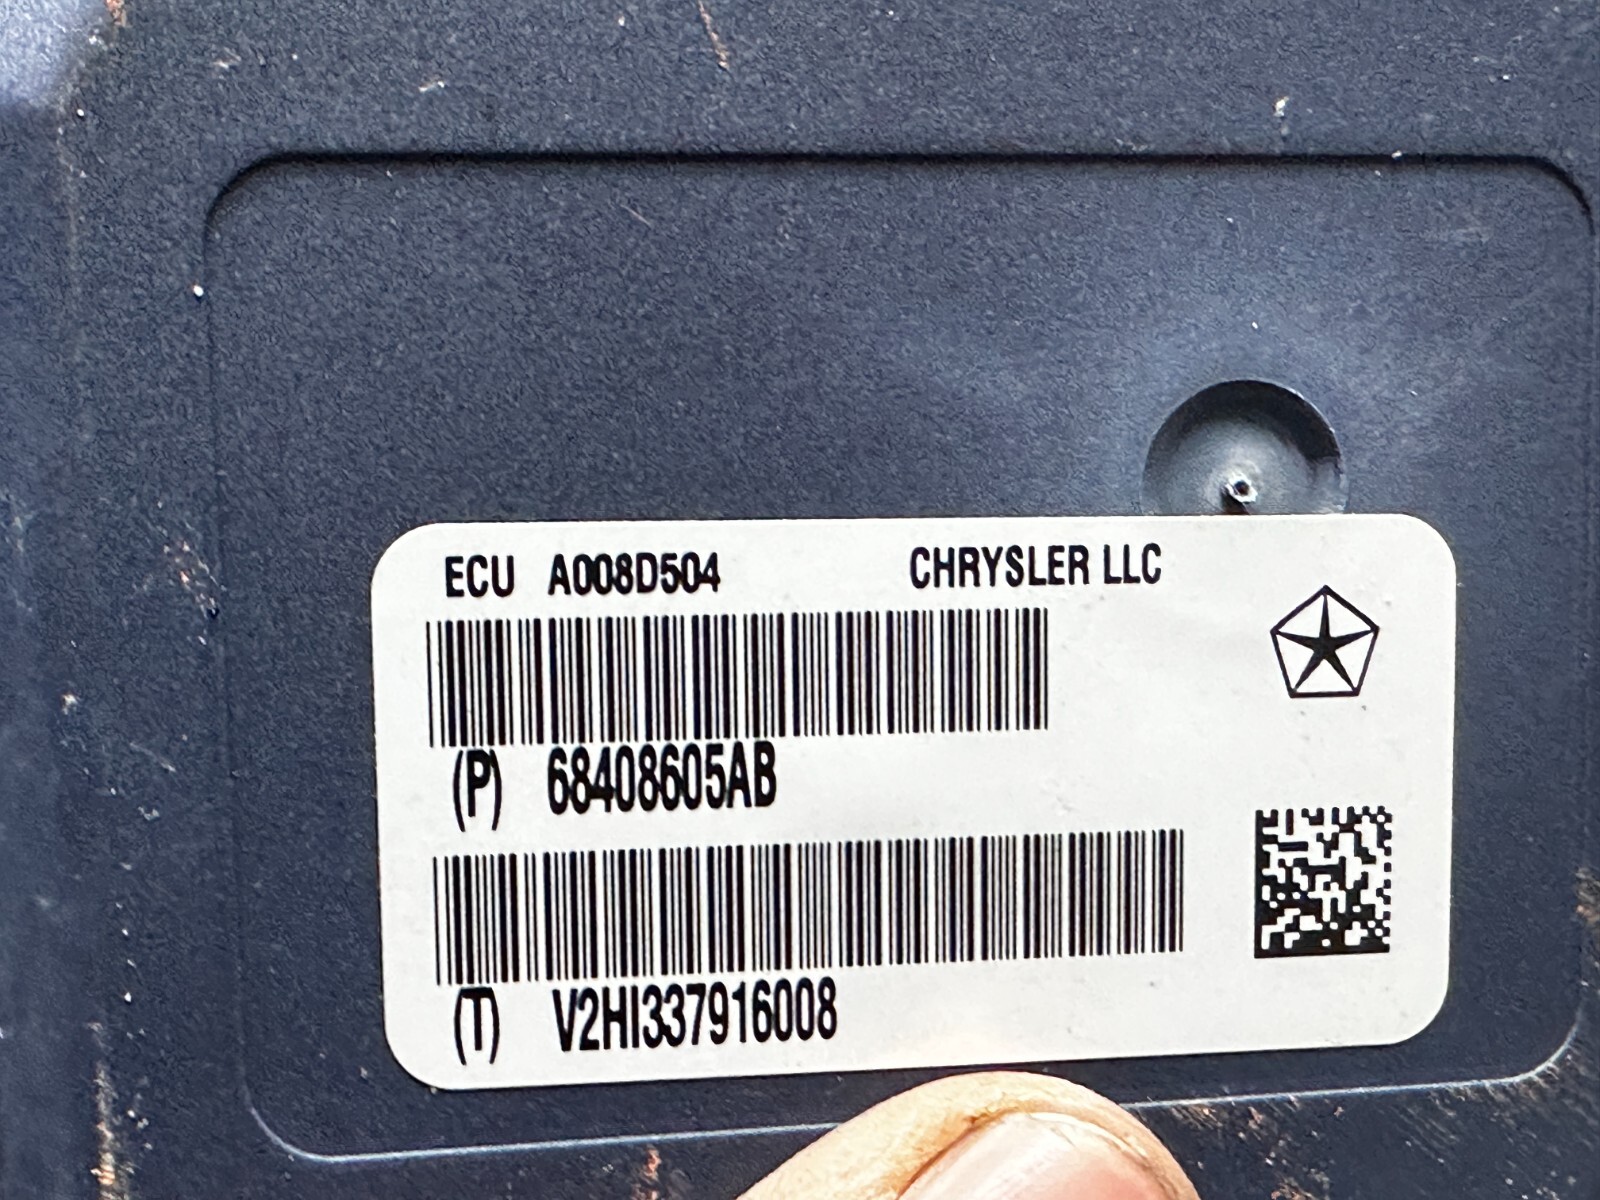 ECU A008D504 CHRYSLER LLC
(P) 68408605AB
(T) V2HI337916008